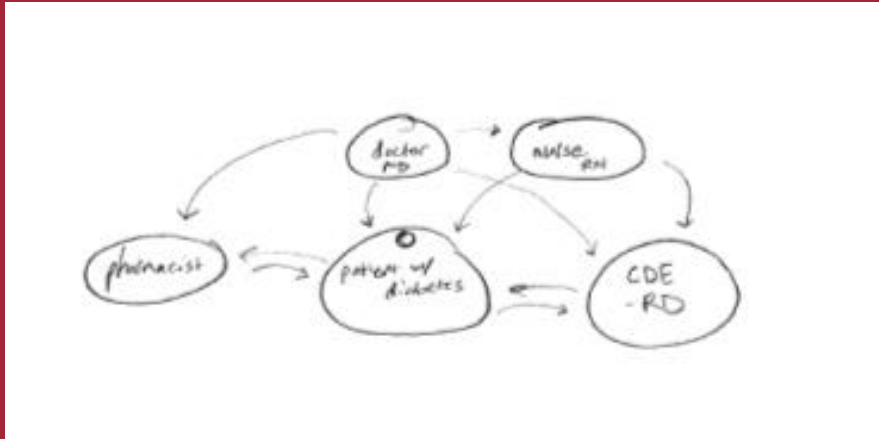 doctor
MD
nurse
RN
pharmacist
patient w/
diabetes
CDE
-RD